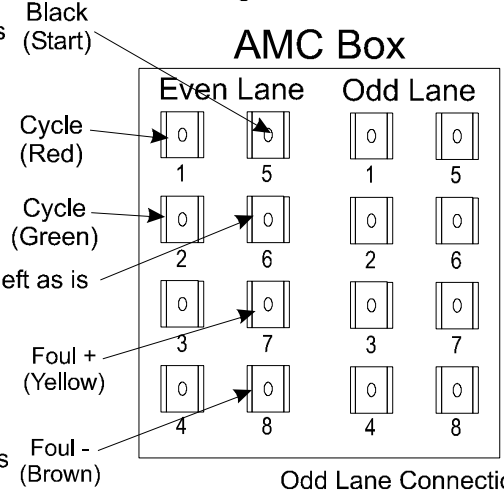 Black
(Start)
AMC Box
Even Lane Odd Lane
Cycle
(Red)
1 5 1 5
Cycle
(Green)
2 6 2 6
eft as is
3 7 3 7
Foul +
(Yellow)
4 8 4 8
Foul -
(Brown)
Odd Lane Connectio